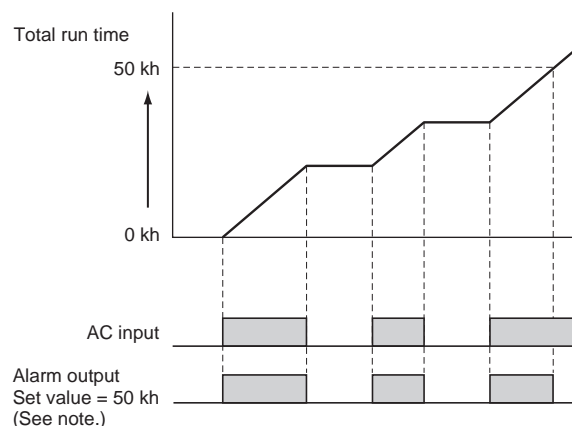 Total run time
50 kh
0 kh
AC input
Alarm output
Set value = 50 kh
(See note.)